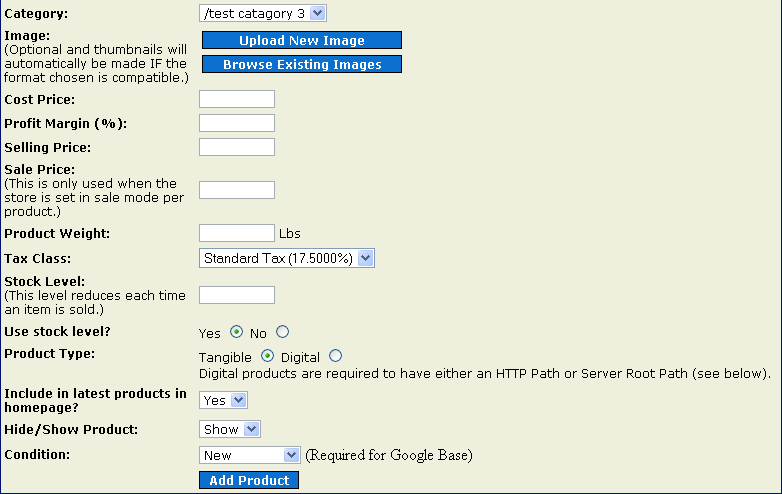 Category: /test catagory 3
Image:
(Optional and thumbnails will
automatically be made IF the
format chosen is compatible.)
Upload New Image
Browse Existing Images
Cost Price:
Profit Margin (%):
Selling Price:
Sale Price:
(This is only used when the
store is set in sale mode per
product.)
Product Weight: Lbs
Tax Class: Standard Tax (17.5000%)
Stock Level:
(This level reduces each time
an item is sold.)
Use stock level? Yes No
Product Type: Tangible Digital
Digital products are required to have either an HTTP Path or Server Root Path (see below).
Include in latest products in
homepage? Yes
Hide/Show Product: Show
Condition: New (Required for Google Base)
Add Product